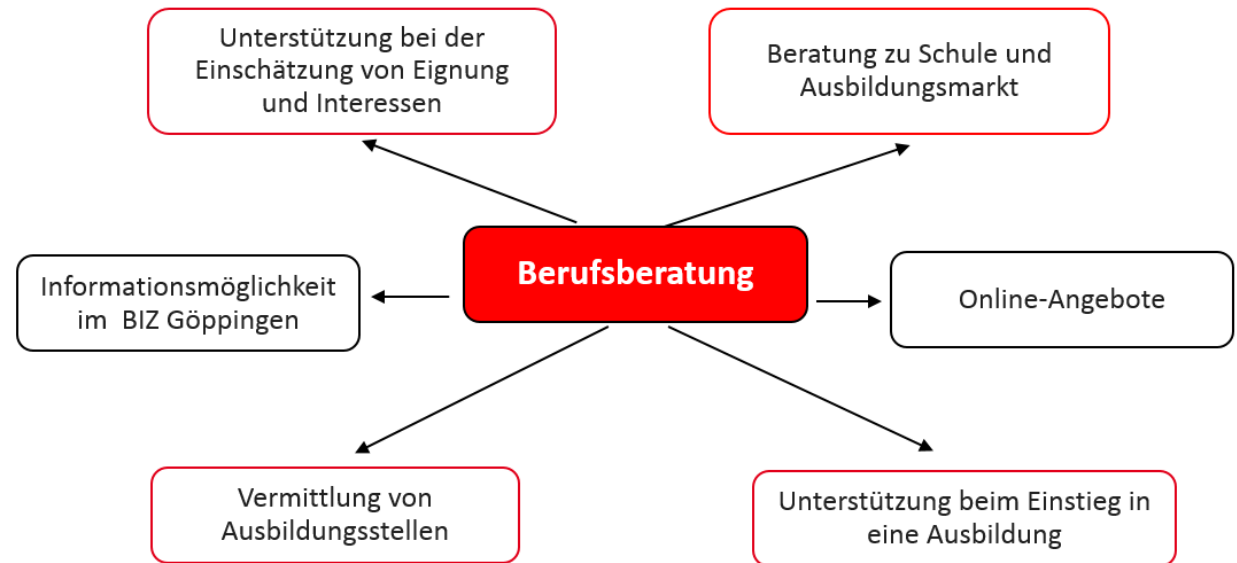 Unterstützung bei der
Einschätzung von Eignung
und Interessen
Beratung zu Schule und
Ausbildungsmarkt
Berufsberatung
Informationsmöglichkeit
im BIZ Göppingen
Online-Angebote
Vermittlung von
Ausbildungsstellen
Unterstützung beim Einstieg in
eine Ausbildung